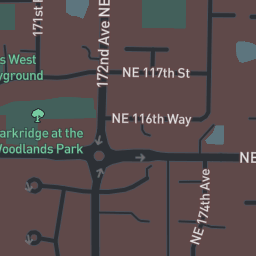 171st
172nd Ave NE
s West
yground
NE 117th St
NE 116th Way
arkridge at the
Woodlands Park
NE
NE 174th Ave